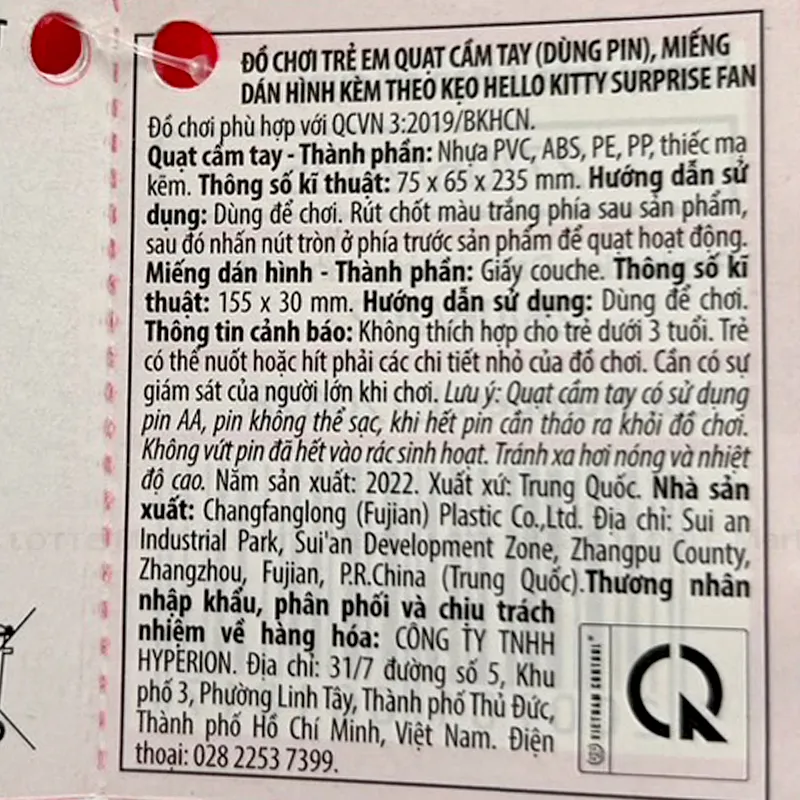 ĐỒ CHƠI TRẺ EM QUẠT CẦM TAY (DÙNG PIN), MIẾNG
DÁN HÌNH KÈM THEO KẸO HELLO KITTY SURPRISE FAN
Đồ chơi phù hợp với QCVN 3:2019/BKHCN.
Quạt cầm tay - Thành phần: Nhựa PVC, ABS, PE, PP, thiếc mạ
kẽm. Thông số kĩ thuật: 75 x 65 x 235 mm. Hướng dẫn sử
dụng: Dùng để chơi. Rút chốt màu trắng phía sau sản phẩm,
sau đó nhấn nút tròn ở phía trước sản phẩm để quạt hoạt động.
Miếng dán hình - Thành phần: Giấy couche. Thông số kĩ
thuật: 155 x 30 mm. Hướng dẫn sử dụng: Dùng để chơi.
Thông tin cảnh báo: Không thích hợp cho trẻ dưới 3 tuổi. Trẻ
có thể nuốt hoặc hít phải các chi tiết nhỏ của đồ chơi. Cần có sự
giám sát của người lớn khi chơi. Lưu ý: Quạt cầm tay có sử dụng
pin AA, pin không thể sạc, khi hết pin cần tháo ra khỏi đồ chơi.
Không vứt pin đã hết vào rác sinh hoạt. Tránh xa hơi nóng và nhiệt
độ cao. Năm sản xuất: 2022. Xuất xứ: Trung Quốc. Nhà sản
xuất: Changfanglong (Fujian) Plastic Co.,Ltd. Địa chỉ: Sui an
Industrial Park, Sui'an Development Zone, Zhangpu County,
Zhangzhou, Fujian, P.R.China (Trung Quốc).Thương nhân
nhập khẩu, phân phối và chịu trách
nhiệm về hàng hóa: CÔNG TY TNHH
HYPERION. Địa chỉ: 31/7 đường số 5, Khu
phố 3, Phường Linh Tây, Thành phố Thủ Đức,
Thành phố Hồ Chí Minh, Việt Nam. Điện
thoại: 028 2253 7399.
VIETNAM CONTROL